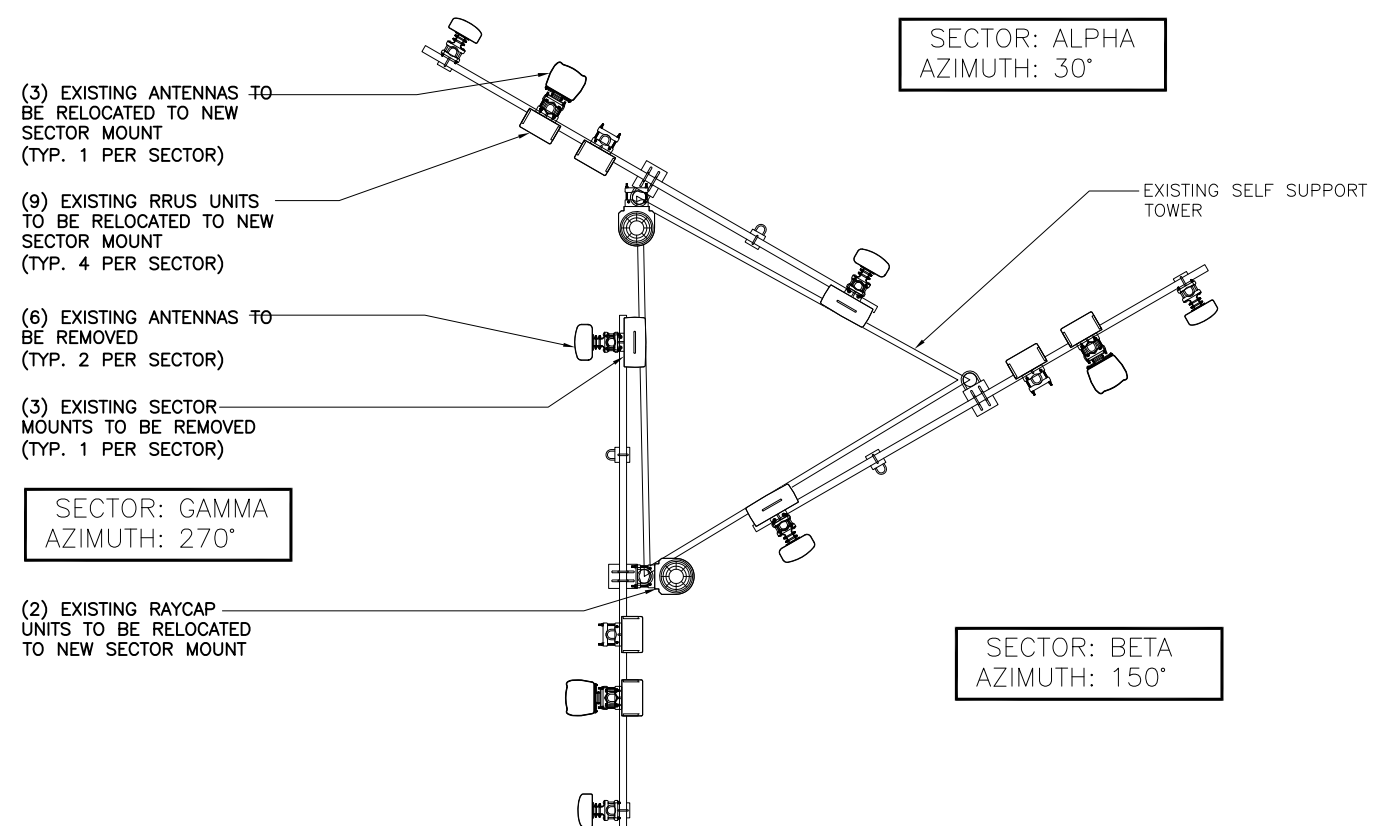 SECTOR: ALPHA
AZIMUTH: 30°
(3) EXISTING ANTENNAS TO
BE RELOCATED TO NEW
SECTOR MOUNT
(TYP. 1 PER SECTOR)
(9) EXISTING RRUS UNITS
TO BE RELOCATED TO NEW
SECTOR MOUNT
(TYP. 4 PER SECTOR)
EXISTING SELF SUPPORT
TOWER
(6) EXISTING ANTENNAS TO
BE REMOVED
(TYP. 2 PER SECTOR)
(3) EXISTING SECTOR
MOUNTS TO BE REMOVED
(TYP. 1 PER SECTOR)
SECTOR: GAMMA
AZIMUTH: 270°
(2) EXISTING RAYCAP
UNITS TO BE RELOCATED
TO NEW SECTOR MOUNT
SECTOR: BETA
AZIMUTH: 150°